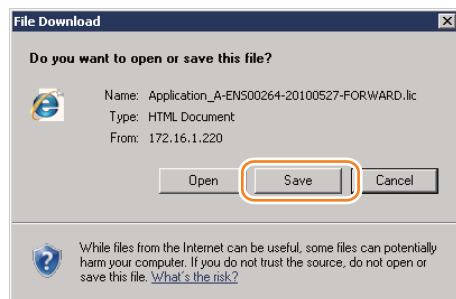 File Download
Do you want to open or save this file?
Name: Application_A-ENS00264-20100527-FORWARD.lic
Type: HTML Document
From: 172.16.1.220
Open Save Cancel
While files from the Internet can be useful, some files can potentially
harm your computer. If you do not trust the source, do not open or
save this file. What's the risk?